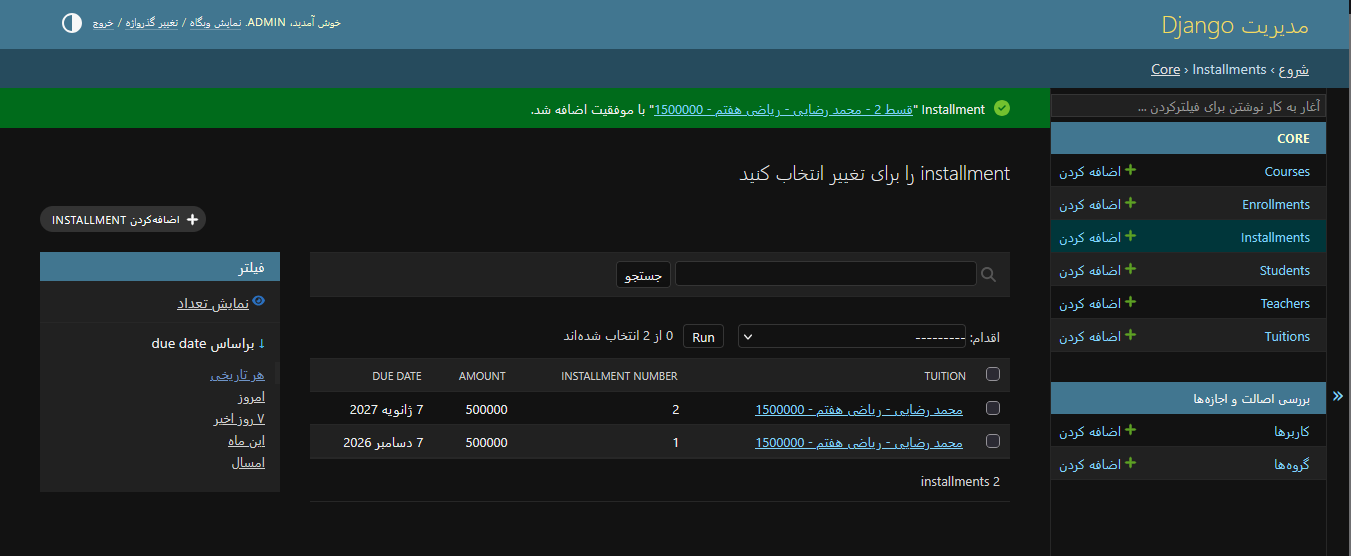 مدیریت Django
خوش آمدید، ADMIN. نمایش وبگاه / تغییر گذرواژه / خروج
شروع › Core › Installments
آغار به کار نوشتن برای فیلترکردن ...
CORE
Courses
+ اضافه کردن
Enrollments
+ اضافه کردن
Installments
+ اضافه کردن
Students
+ اضافه کردن
Teachers
+ اضافه کردن
Tuitions
+ اضافه کردن
بررسی اصالت و اجازه‌ها
کاربرها
+ اضافه کردن
گروه‌ها
+ اضافه کردن
»
Installment "قسط 2 - محمد رضایی - ریاضی هفتم - 1500000" با موفقیت اضافه شد.
installment را برای تغییر انتخاب کنید
+ اضافه‌کردن INSTALLMENT
جستجو
اقدام: ---------
Run
0 از 2 انتخاب شده‌اند
TUITION INSTALLMENT NUMBER AMOUNT DUE DATE
محمد رضایی - ریاضی هفتم - 1500000 2 500000 7 ژانویه 2027
محمد رضایی - ریاضی هفتم - 1500000 1 500000 7 دسامبر 2026
2 installments
فیلتر
نمایش تعداد
↓ براساس due date
هر تاریخی
امروز
۷ روز اخیر
این ماه
امسال